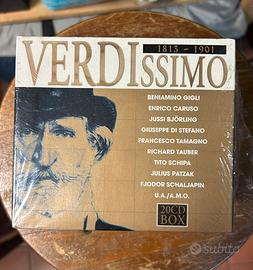 VERDISSIMO
1813 - 1901
BENIAMINO GIGLI
ENRICO CARUSO
JUSSI BJÖRLING
GIUSEPPE DI STEFANO
FRANCESCO TAMAGNO
RICHARD TAUBER
TITO SCHIPA
JULIUS PATZAK
FJODOR SCHALJAPIN
U.A./A.M.O.
20CD
BOX
subito